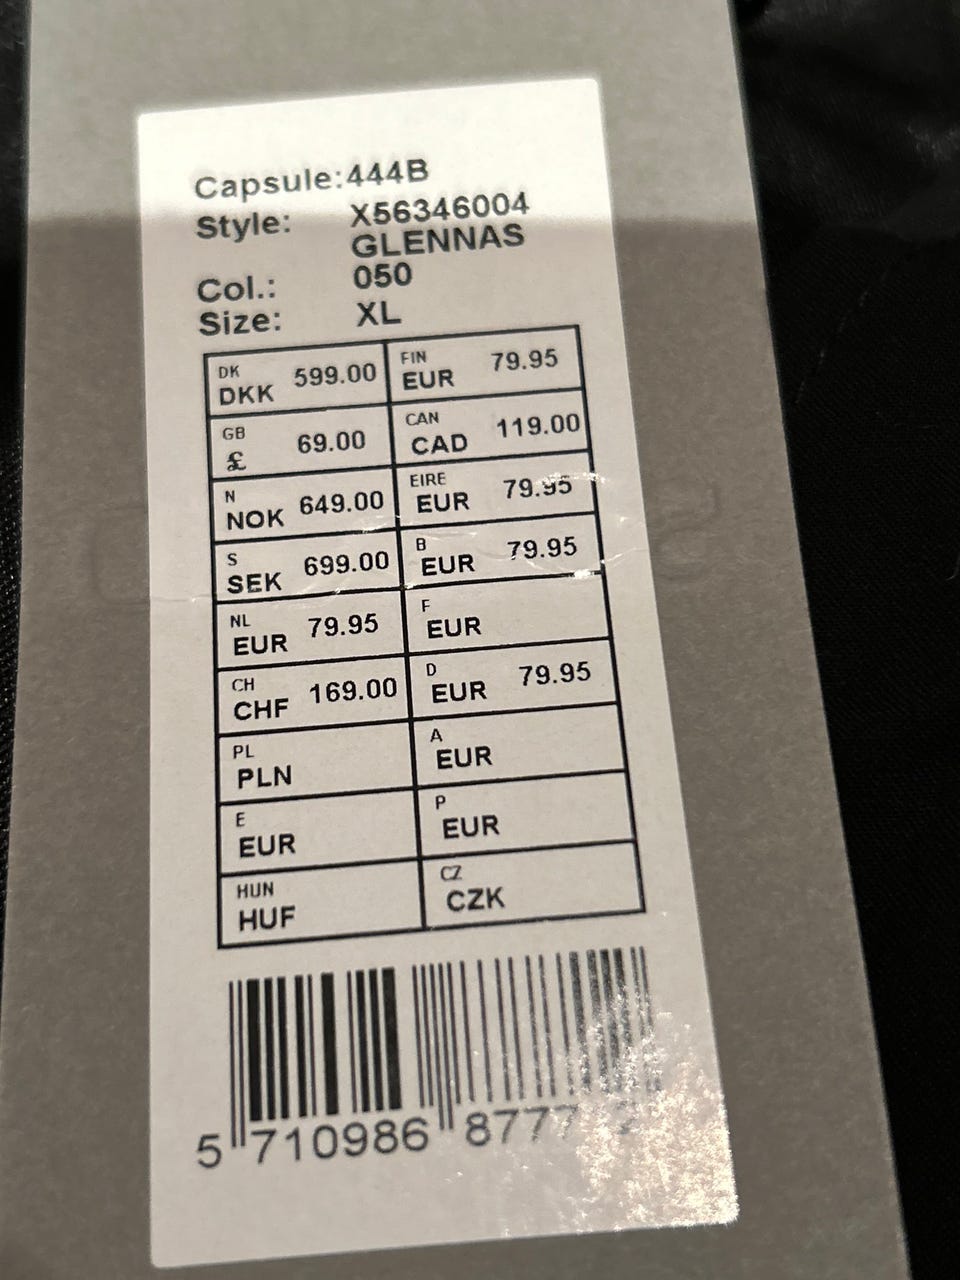 Capsule:444B
Style: X56346004
GLENNAS
Col.: 050
Size: XL
DK
DKK 599.00
FIN
EUR 79.95
GB
£ 69.00
CAN
CAD 119.00
N
NOK 649.00
EIRE
EUR 79.95
S
SEK 699.00
B
EUR 79.95
NL
EUR 79.95
F
EUR
CH
CHF 169.00
D
EUR 79.95
PL
PLN
A
EUR
E
EUR
P
EUR
HUN
HUF
CZ
CZK
5 710986